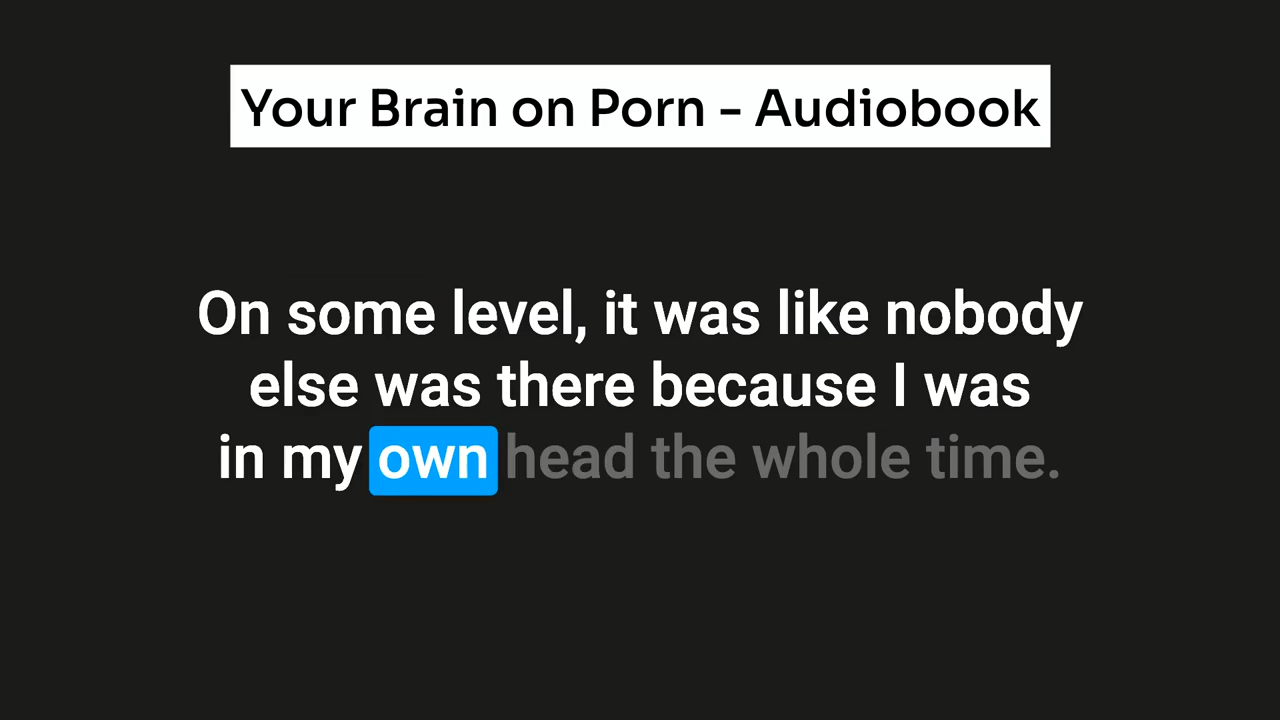 Your Brain on Porn - Audiobook
On some level, it was like nobody
else was there because I was
in my own head the whole time.